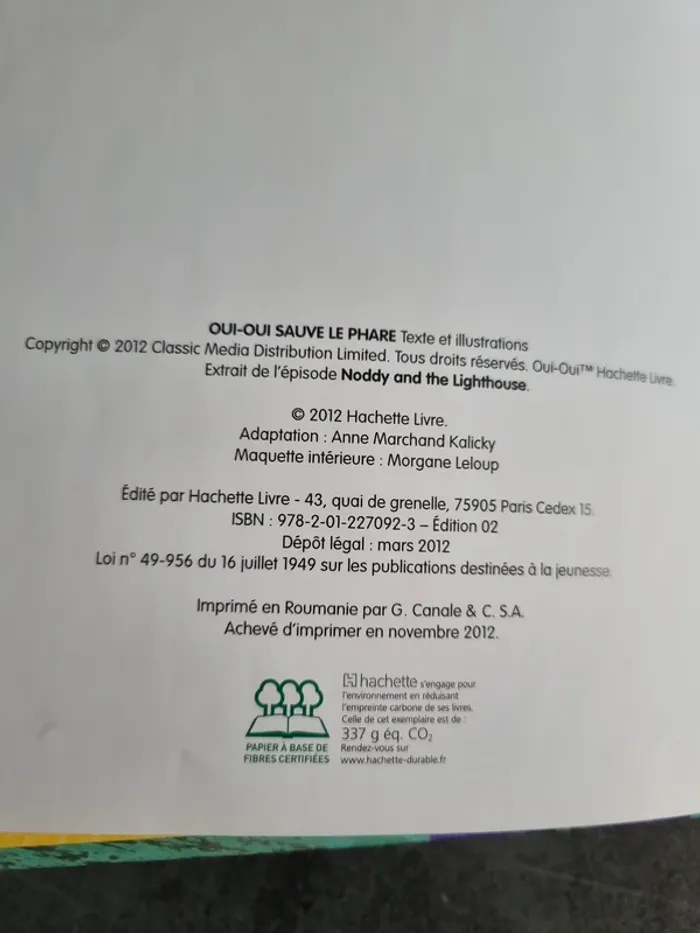 OUI-OUI SAUVE LE PHARE Texte et illustrations
Copyright © 2012 Classic Media Distribution Limited. Tous droits réservés. Oui-Oui™ Hachette Livre.
Extrait de l'épisode Noddy and the Lighthouse.
© 2012 Hachette Livre.
Adaptation : Anne Marchand Kalicky
Maquette intérieure : Morgane Leloup
Édité par Hachette Livre - 43, quai de grenelle, 75905 Paris Cedex 15.
ISBN : 978-2-01-227092-3 – Édition 02
Dépôt légal : mars 2012
Loi n° 49-956 du 16 juillet 1949 sur les publications destinées à la jeunesse.
Imprimé en Roumanie par G. Canale & C. S.A.
Achevé d'imprimer en novembre 2012.
PAPIER À BASE DE
FIBRES CERTIFIÉES
hachette s'engage pour
l'environnement en réduisant
l'empreinte carbone de ses livres.
Celle de cet exemplaire est de :
337 g éq. CO₂
Rendez-vous sur
www.hachette-durable.fr